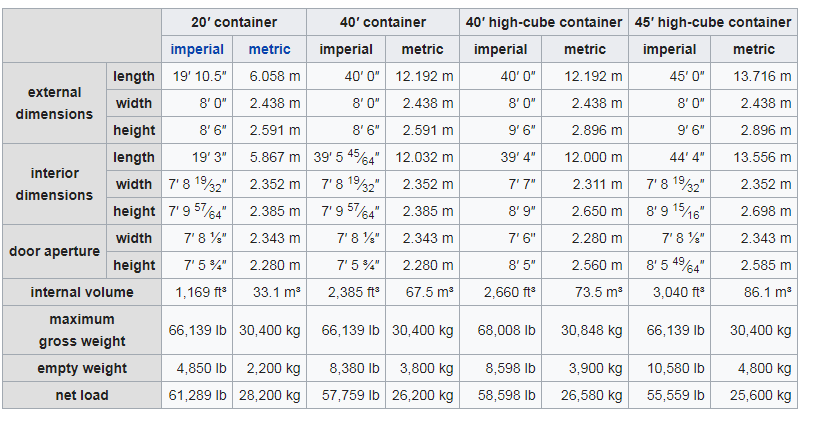 20′ container 40′ container 40′ high-cube container 45′ high-cube container
imperial metric imperial metric imperial metric imperial metric
external dimensions length 19′ 10.5″ 6.058 m 40′ 0″ 12.192 m 40′ 0″ 12.192 m 45′ 0″ 13.716 m
width 8′ 0″ 2.438 m 8′ 0″ 2.438 m 8′ 0″ 2.438 m 8′ 0″ 2.438 m
height 8′ 6″ 2.591 m 8′ 6″ 2.591 m 9′ 6″ 2.896 m 9′ 6″ 2.896 m
interior dimensions length 19′ 3″ 5.867 m 39′ 5 45⁄64″ 12.032 m 39′ 4″ 12.000 m 44′ 4″ 13.556 m
width 7′ 8 19⁄32″ 2.352 m 7′ 8 19⁄32″ 2.352 m 7′ 7″ 2.311 m 7′ 8 19⁄32″ 2.352 m
height 7′ 9 57⁄64″ 2.385 m 7′ 9 57⁄64″ 2.385 m 8′ 9″ 2.650 m 8′ 9 15⁄16″ 2.698 m
door aperture width 7′ 8 ⅛″ 2.343 m 7′ 8 ⅛″ 2.343 m 7′ 6″ 2.280 m 7′ 8 ⅛″ 2.343 m
height 7′ 5 ¾″ 2.280 m 7′ 5 ¾″ 2.280 m 8′ 5″ 2.560 m 8′ 5 49⁄64″ 2.585 m
internal volume 1,169 ft³ 33.1 m³ 2,385 ft³ 67.5 m³ 2,660 ft³ 73.5 m³ 3,040 ft³ 86.1 m³
maximum gross weight 66,139 lb 30,400 kg 66,139 lb 30,400 kg 68,008 lb 30,848 kg 66,139 lb 30,400 kg
empty weight 4,850 lb 2,200 kg 8,380 lb 3,800 kg 8,598 lb 3,900 kg 10,580 lb 4,800 kg
net load 61,289 lb 28,200 kg 57,759 lb 26,200 kg 58,598 lb 26,580 kg 55,559 lb 25,600 kg